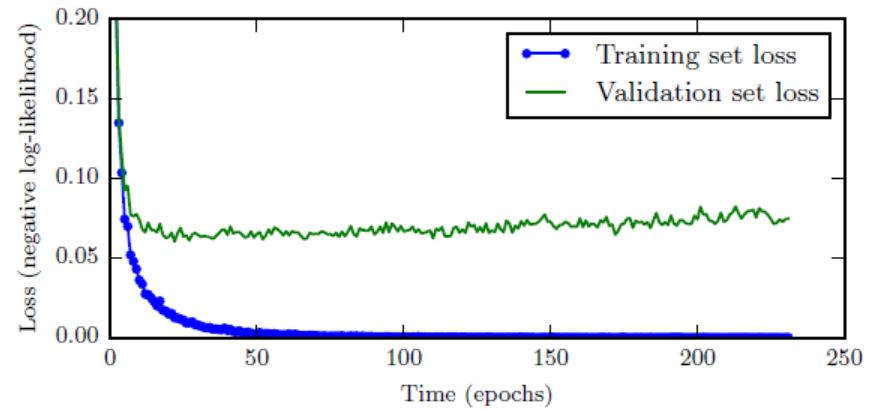 0.20
0.15
0.10
0.05
0.00
Loss (negative log-likelihood)
Training set loss
Validation set loss
0
50
100
150
200
250
Time (epochs)